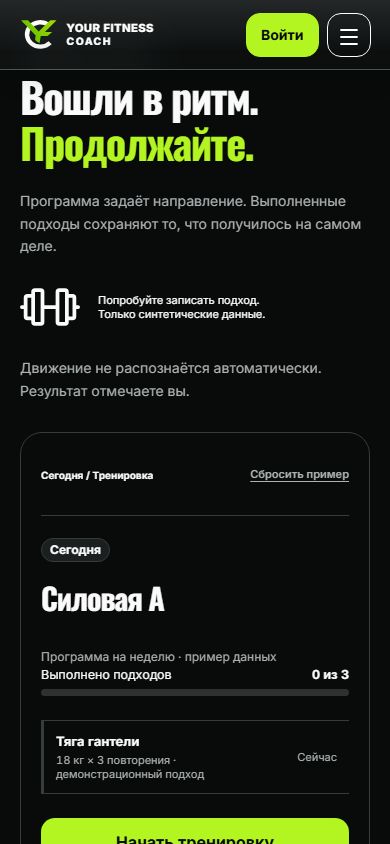 YOUR FITNESS
COACH
Войти
Вошли в ритм.
Продолжайте.
Программа задаёт направление. Выполненные
подходы сохраняют то, что получилось на самом
деле.
Попробуйте записать подход.
Только синтетические данные.
Движение не распознаётся автоматически.
Результат отмечаете вы.
Сегодня / Тренировка
Сбросить пример
Сегодня
Силовая А
Программа на неделю · пример данных
Выполнено подходов
0 из 3
Тяга гантели
18 кг × 3 повторения ·
демонстрационный подход
Сейчас
Начать тренировку